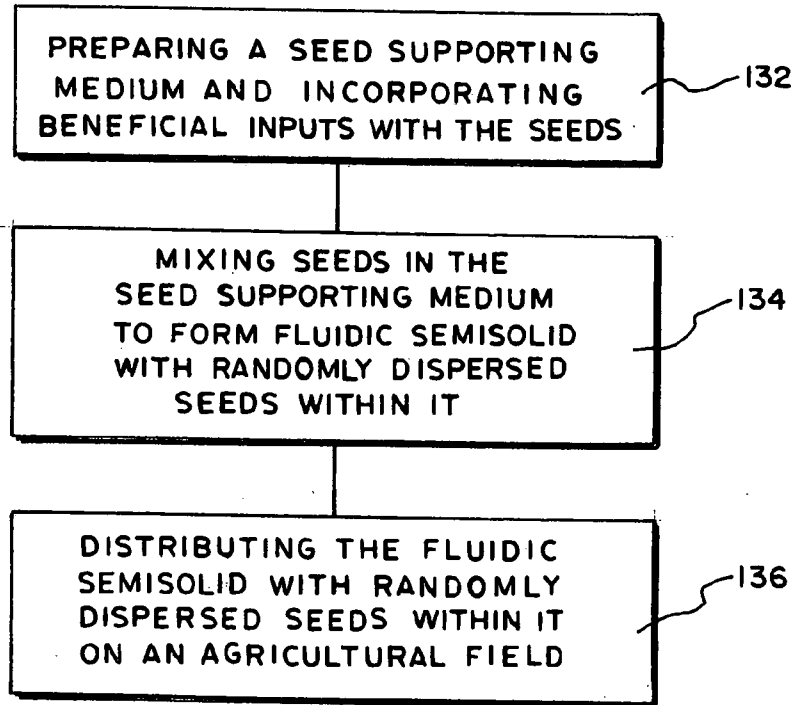 PREPARING A SEED SUPPORTING
MEDIUM AND INCORPORATING
BENEFICIAL INPUTS WITH THE SEEDS
132
MIXING SEEDS IN THE
SEED SUPPORTING MEDIUM
TO FORM FLUIDIC SEMISOLID
WITH RANDOMLY DISPERSED
SEEDS WITHIN IT
134
DISTRIBUTING THE FLUIDIC
SEMISOLID WITH RANDOMLY
DISPERSED SEEDS WITHIN IT
ON AN AGRICULTURAL FIELD
136